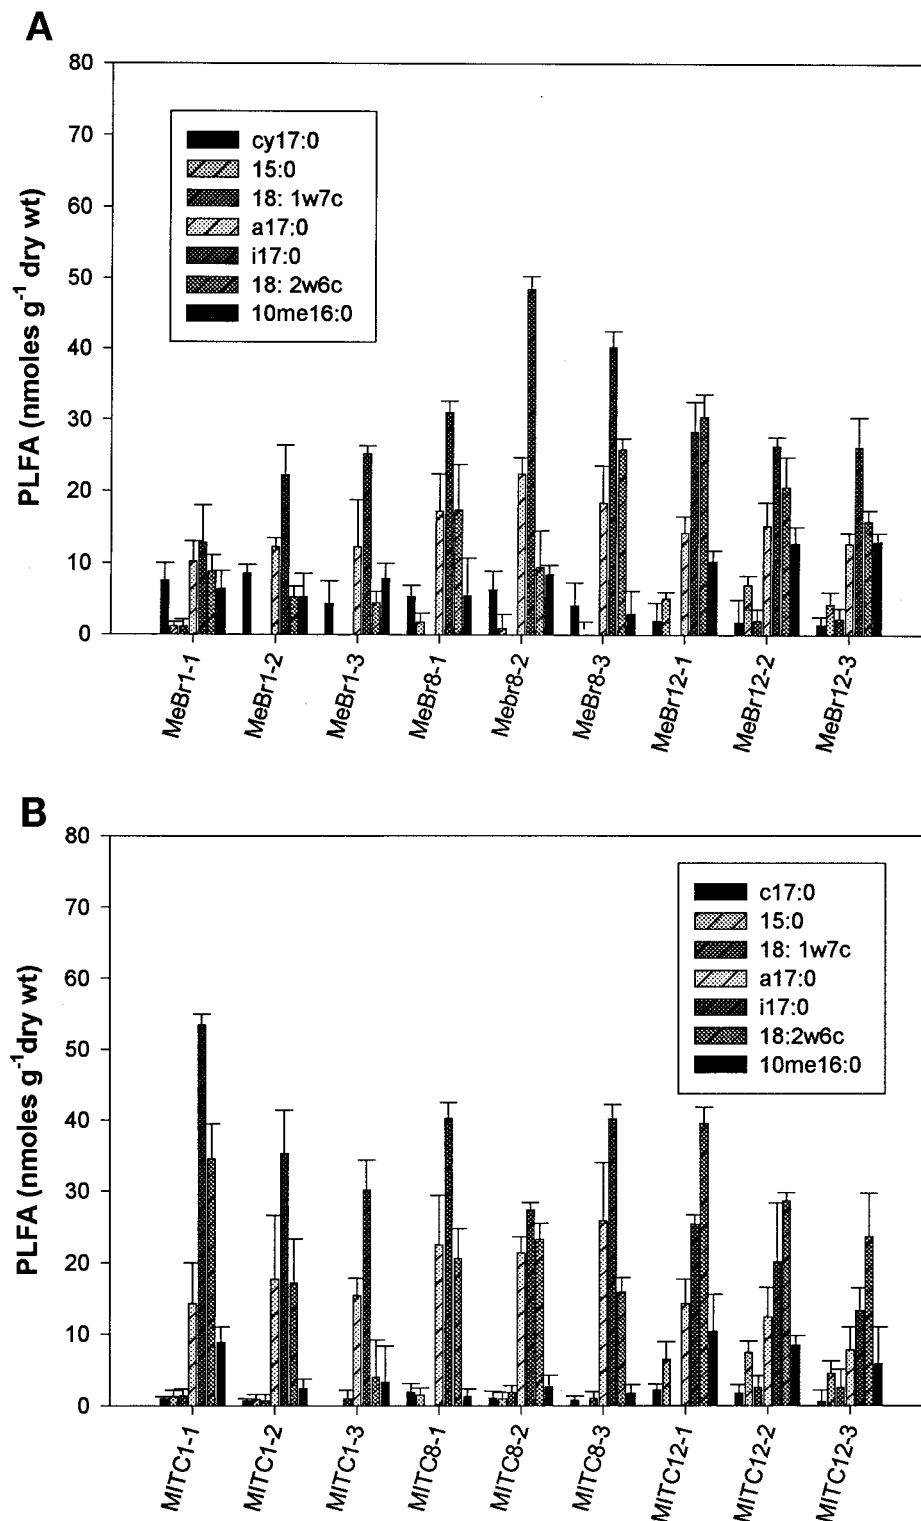 A
80
70
60
50
40
30
20
10
0
PLFA (nmoles g⁻¹ dry wt)
cy17:0
15:0
18: 1w7c
a17:0
i17:0
18: 2w6c
10me16:0
MeBr1-1
MeBr1-2
MeBr1-3
MeBr8-1
Mebr8-2
MeBr8-3
MeBr12-1
MeBr12-2
MeBr12-3
B
80
70
60
50
40
30
20
10
0
PLFA (nmoles g⁻¹dry wt)
c17:0
15:0
18: 1w7c
a17:0
i17:0
18:2w6c
10me16:0
MITC1-1
MITC1-2
MITC1-3
MITC8-1
MITC8-2
MITC8-3
MITC12-1
MITC12-2
MITC12-3